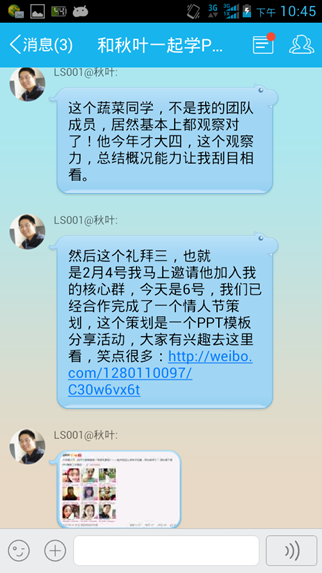 3G 3G 下午 10:45
消息(3) 和秋叶一起学P...
LS001@秋叶:
这个蔬菜同学，不是我的团队
成员，居然基本上都观察对
了！他今年才大四，这个观察
力，总结概况能力让我刮目相
看。
LS001@秋叶:
然后这个礼拜三，也就
是2月4号我马上邀请他加入我
的核心群，今天是6号，我们已
经合作完成了一个情人节策
划，这个策划是一个PPT模板
分享活动，大家有兴趣去这里
看，笑点很多：http://weibo.
com/1280110097/
C30w6vx6t
LS001@秋叶: